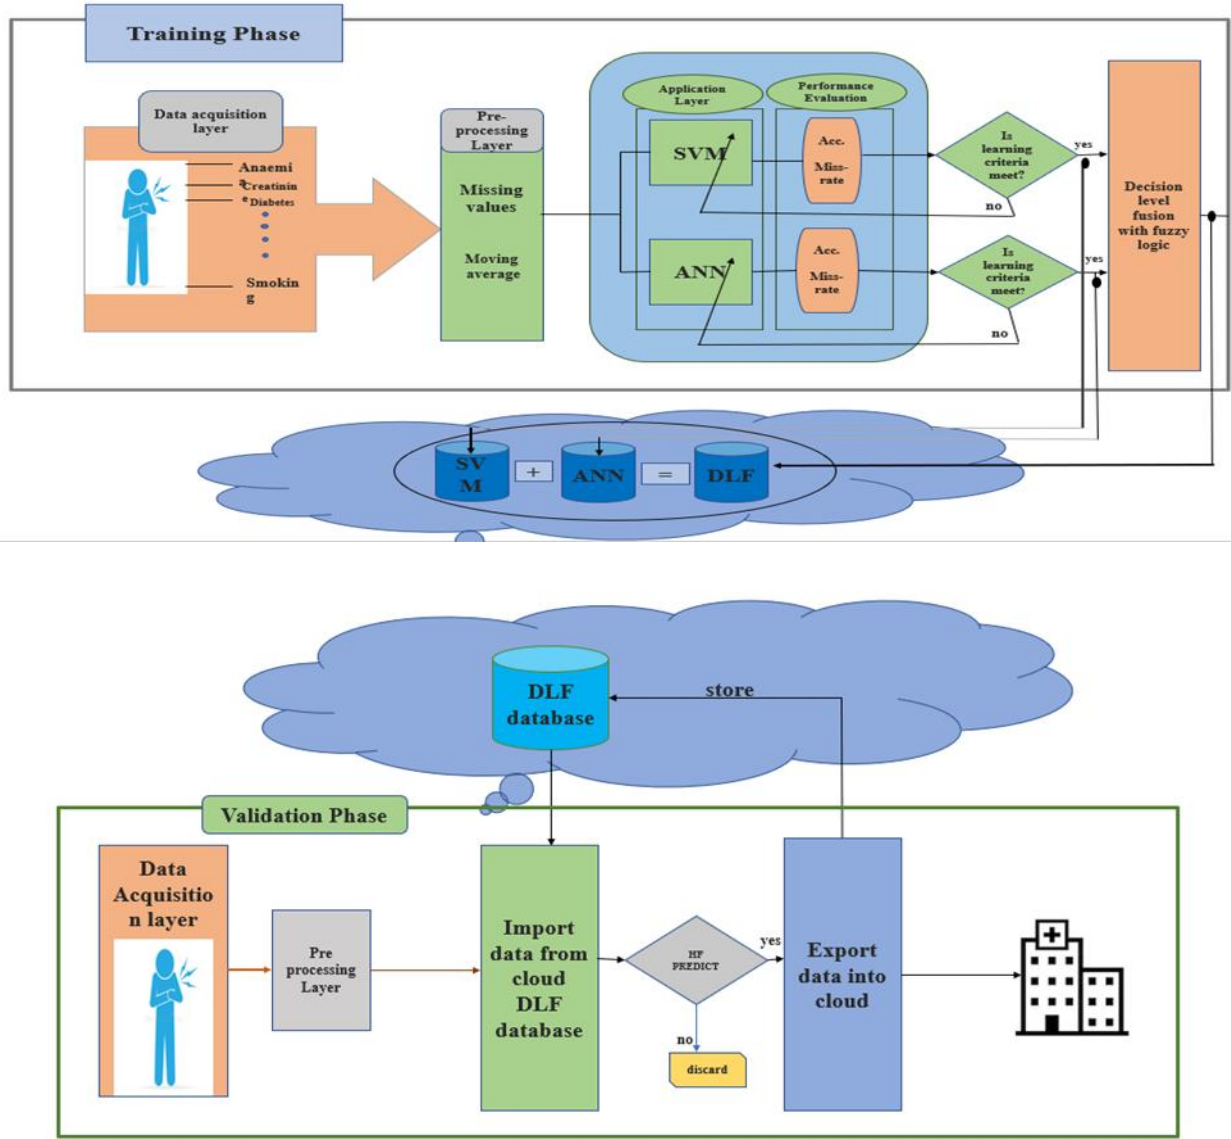 Training Phase
Data acquisition
layer
Anaemi
a
Creatinin
e
Diabetes
Smokin
g
Pre-
processing
Layer
Missing
values
Moving
average
Application
Layer
Performance
Evaluation
SVM
Acc.
Miss-
rate
ANN
Acc.
Miss-
rate
Is
learning
criteria
meet?
yes
no
Is
learning
criteria
meet?
yes
no
Decision
level
fusion
with fuzzy
logic
SV
M
+
ANN
=
DLF
DLF
database
store
Validation Phase
Data
Acquisitio
n layer
Pre
processing
Layer
Import
data from
cloud
DLF
database
HF
PREDICT
yes
no
discard
Export
data into
cloud